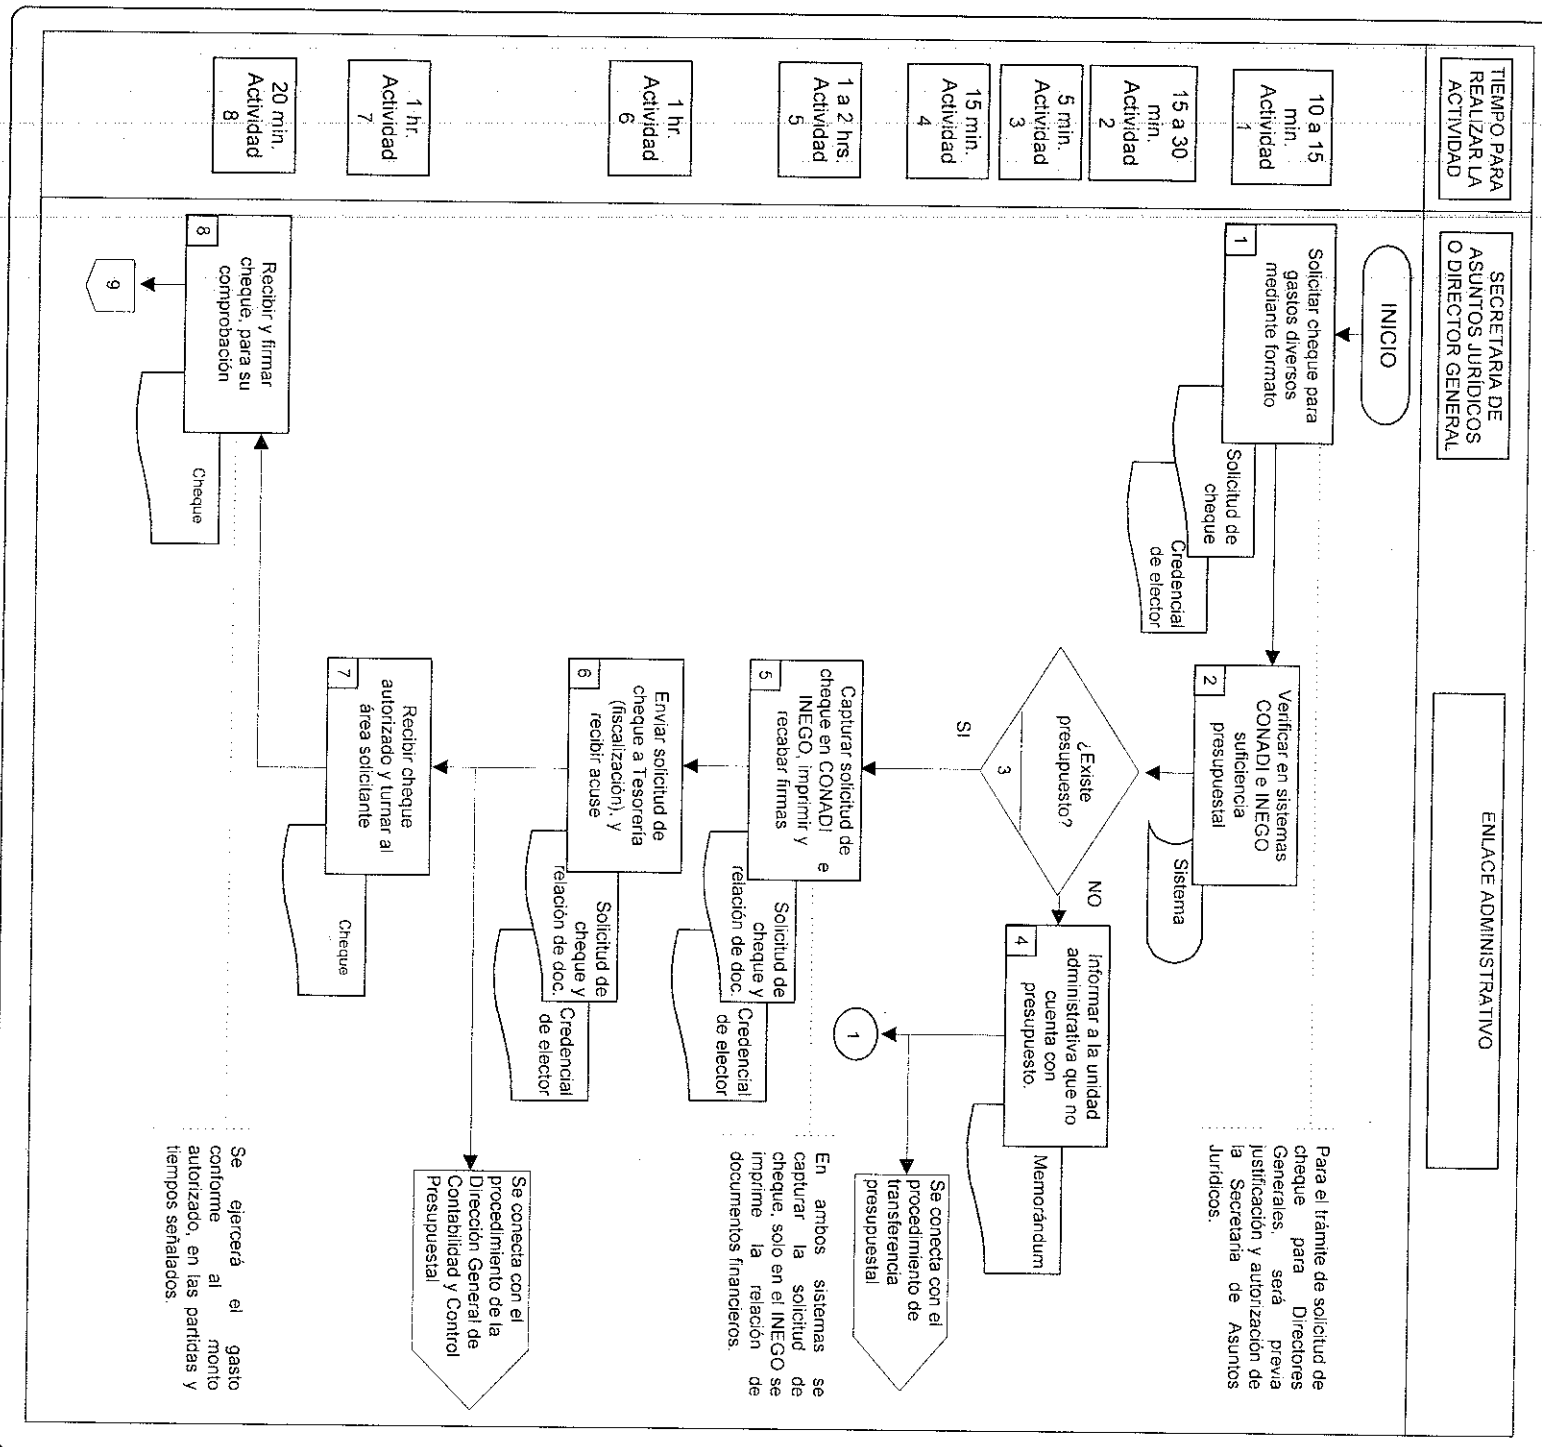 TIEMPO PARA
REALIZAR LA
ACTIVIDAD
SECRETARIA DE
ASUNTOS JURÍDICOS
O DIRECTOR GENERAL
ENLACE ADMINISTRATIVO
10 a 15
min.
Actividad
1
15 a 30
min.
Actividad
2
5 min.
Actividad
3
15 min.
Actividad
4
1 a 2 hrs.
Actividad
5
1 hr.
Actividad
6
1 hr.
Actividad
7
20 min.
Actividad
8
INICIO
Solicitar cheque para
gastos diversos
mediante formato
1
Solicitud de
cheque
Credencial
de elector
Verificar en sistemas
CONADI e INEGO
suficiencia
presupuestal
2
Sistema
Para el trámite de solicitud de
cheque para Directores
Generales, será previa
justificación y autorización de
la Secretaria de Asuntos
Jurídicos.
¿Existe
presupuesto?
3
NO
SI
Informar a la unidad
administrativa que no
cuenta con
presupuesto.
4
Memorándum
1
Se conecta con el
procedimiento de
transferencia
presupuestal
Capturar solicitud de
cheque en CONADI e
INEGO, imprimir y
recabar firmas
5
Solicitud de
cheque y
relación de doc.
Credencial
de elector
En ambos sistemas se
capturar la solicitud de
cheque, solo en el INEGO se
imprime la relación de
documentos financieros.
Enviar solicitud de
cheque a Tesorería
(fiscalización), y
recibir acuse
6
Solicitud de
cheque y
relación de doc.
Credencial
de elector
Se conecta con el
procedimiento de la
Dirección General de
Contabilidad y Control
Presupuestal
Recibir cheque
autorizado y turnar al
área solicitante
7
Cheque
Recibir y firmar
cheque, para su
comprobación
8
Cheque
9
Se ejercerá el gasto
conforme al monto
autorizado, en las partidas y
tiempos señalados.